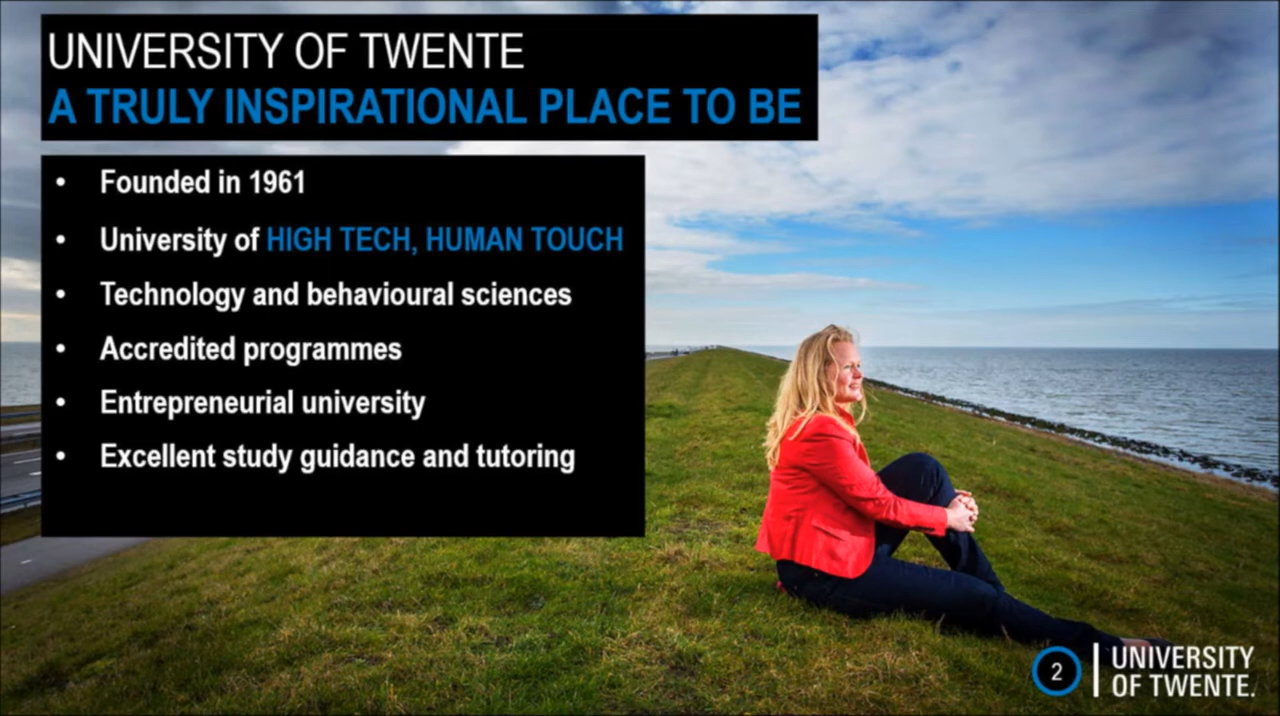 UNIVERSITY OF TWENTE
A TRULY INSPIRATIONAL PLACE TO BE
• Founded in 1961
• University of HIGH TECH, HUMAN TOUCH
• Technology and behavioural sciences
• Accredited programmes
• Entrepreneurial university
• Excellent study guidance and tutoring
2
UNIVERSITY
OF TWENTE.